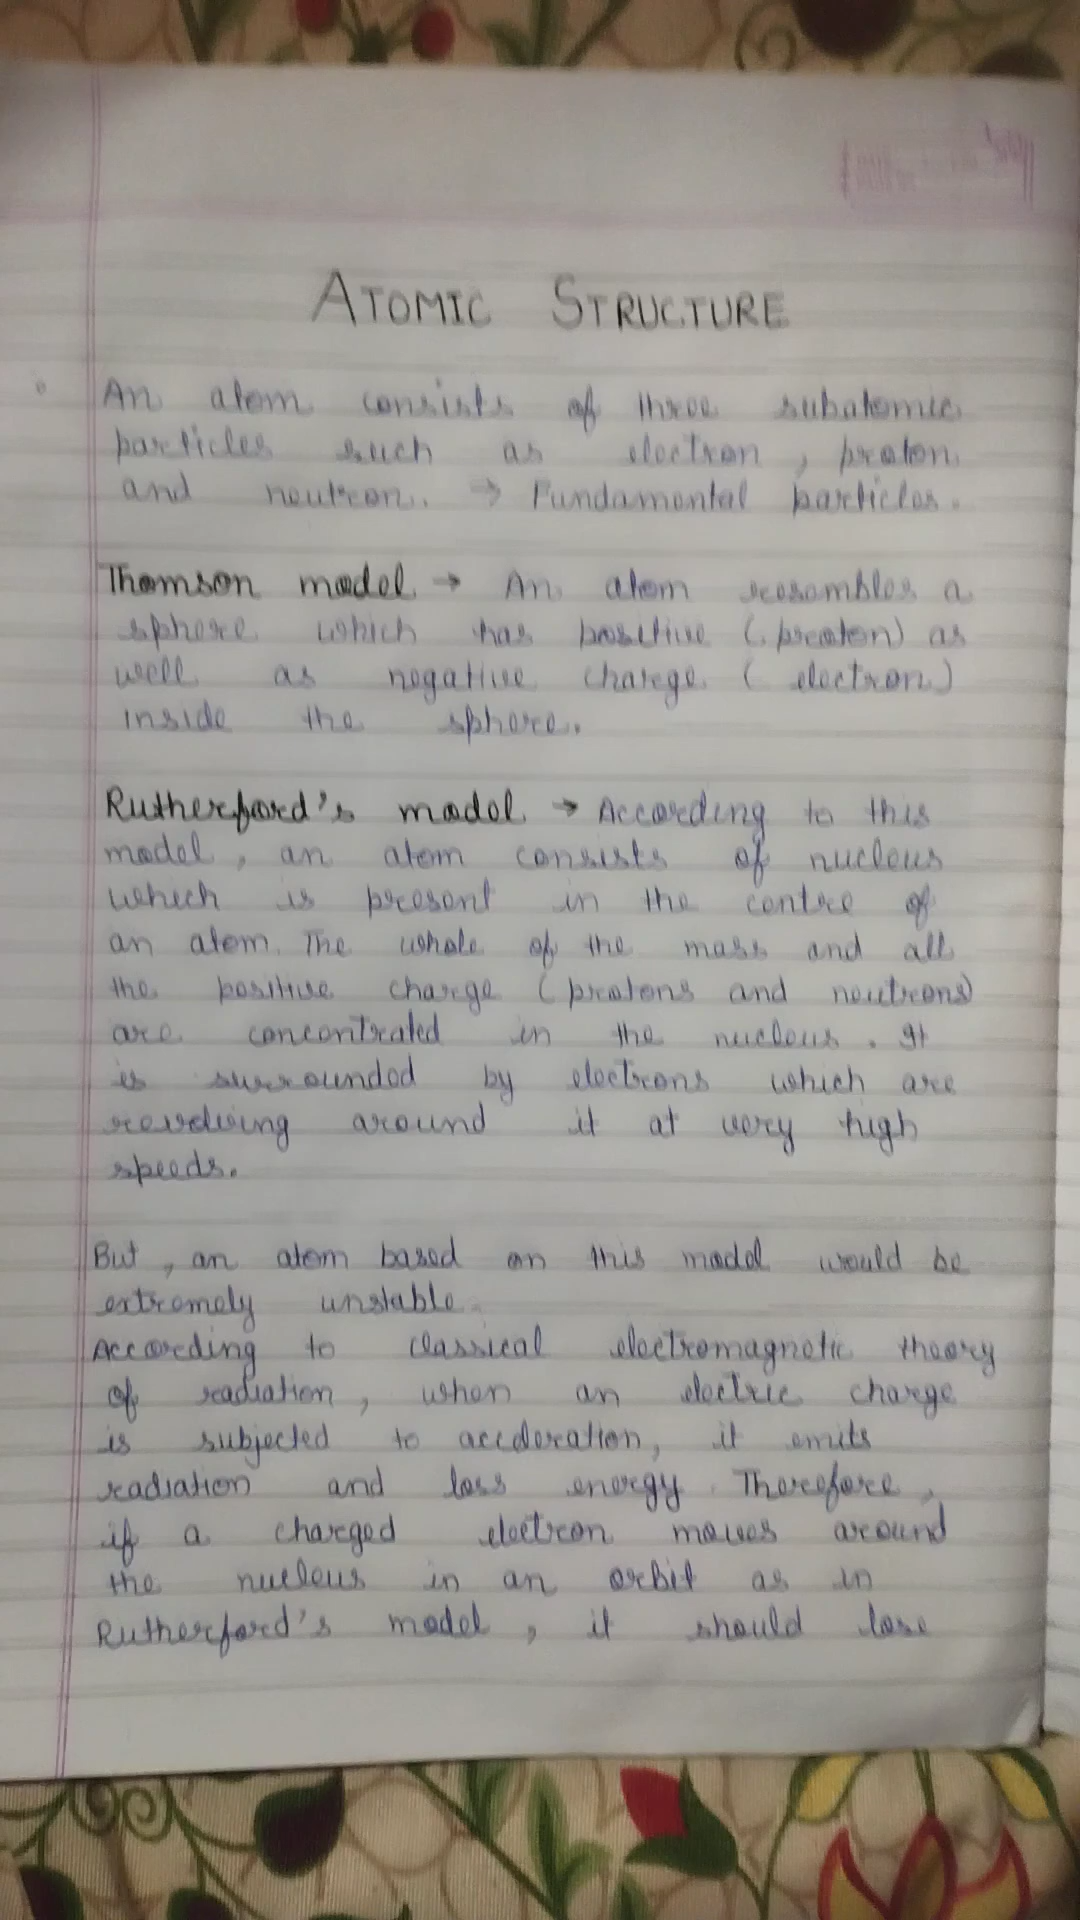 ATOMIC STRUCTURE
An atom consists of three subatomic
particles such as electron, proton
and neutron. → Fundamental particles.
Thomson model → An atom resembles a
sphere which has positive (proton) as
well as negative charge (electron)
inside the sphere.
Rutherford's model → According to this
model, an atom consists of nucleus
which is present in the centre of
an atom. The whole of the mass and all
the positive charge (protons and neutrons)
are concentrated in the nucleus. It
is surrounded by electrons which are
revolving around it at very high
speeds.
But, an atom based on this model would be
extremely unstable.
According to classical electromagnetic theory
of radiation, when an electric charge
is subjected to acceleration, it emits
radiation and loss energy. Therefore,
if a charged electron moves around
the nucleus in an orbit as in
Rutherford's model, it should lose